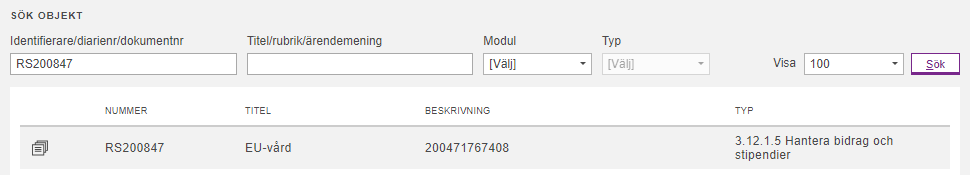 SÖK OBJEKT
Identifierare/diarienr/dokumentnr Titel/rubrik/ärendemening Modul Typ
RS200847 [Välj] [Välj] Visa 100 Sök
NUMMER TITEL BESKRIVNING TYP
RS200847 EU-vård 200471767408 3.12.1.5 Hantera bidrag och
stipendier